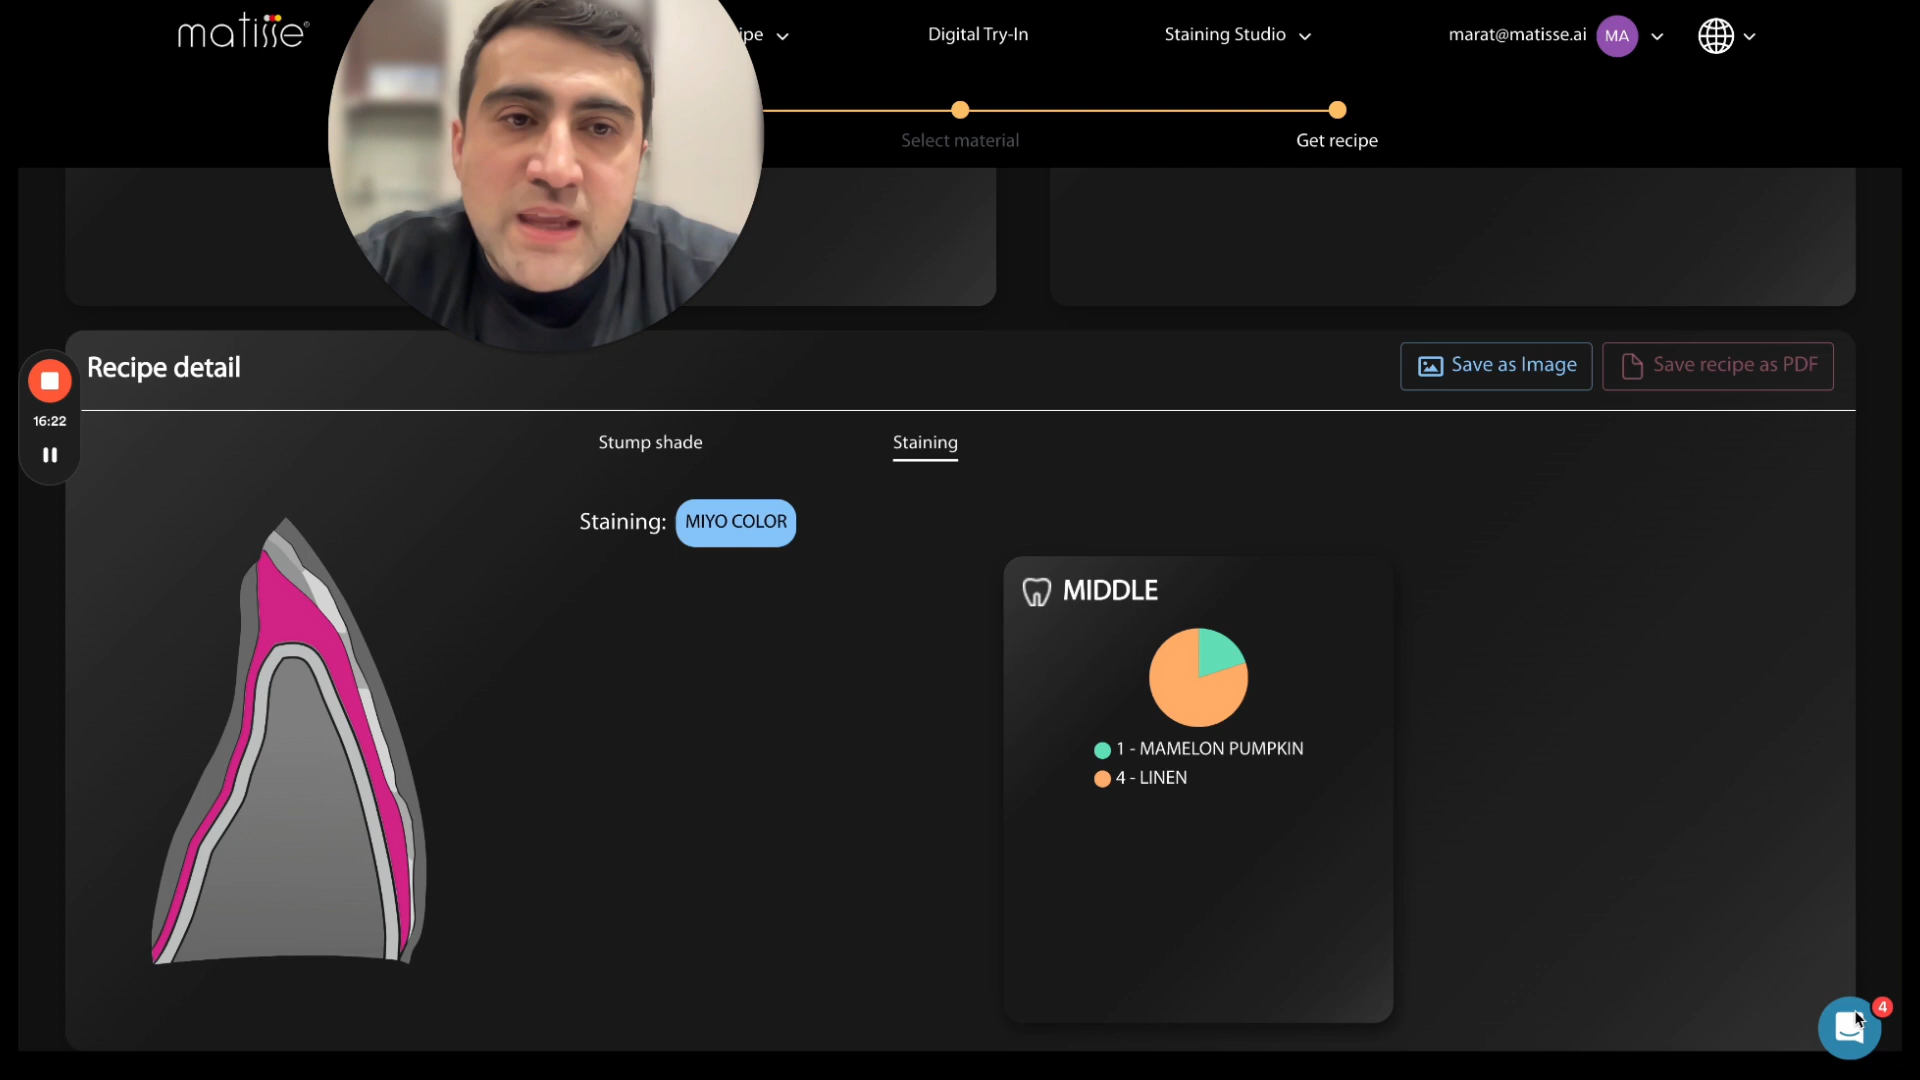 matisse
Digital Try-In
Staining Studio
marat@matisse.ai
MA
Select material
Get recipe
Recipe detail
Save as Image
Save recipe as PDF
16:22
Stump shade
Staining
Staining:
MIYO COLOR
MIDDLE
1 - MAMELON PUMPKIN
4 - LINEN
4